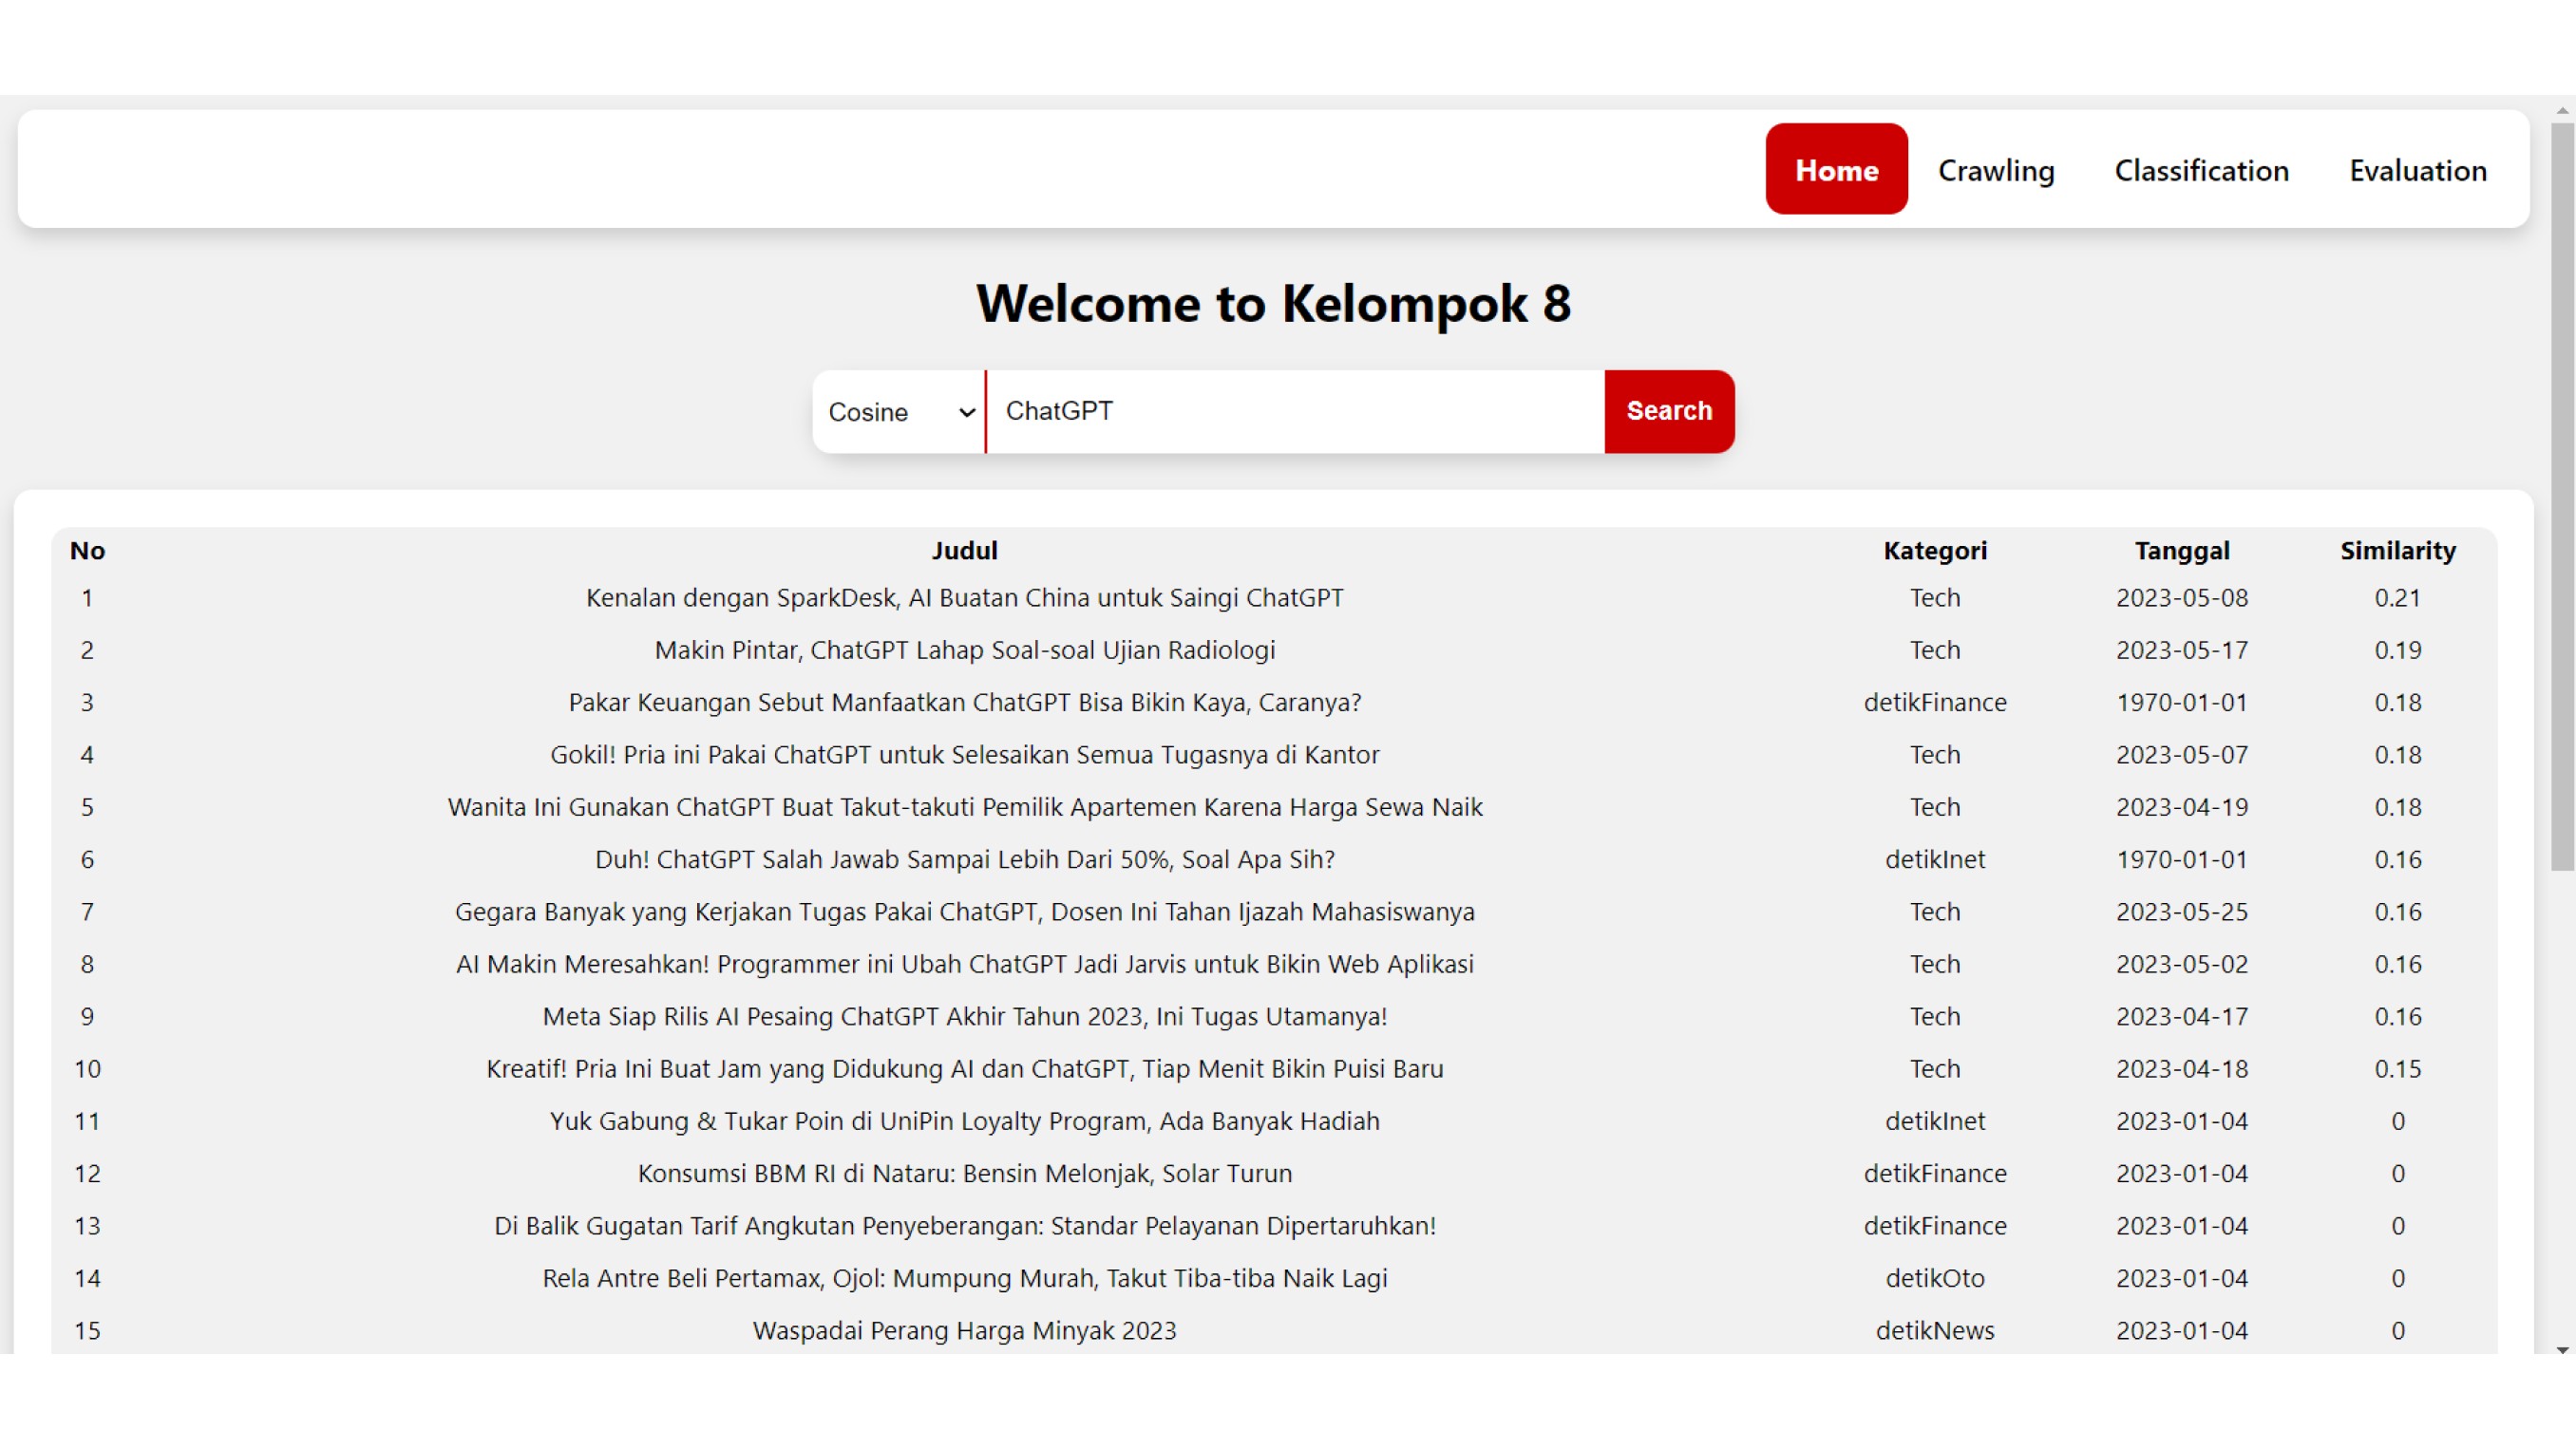 Home Crawling Classification Evaluation
Welcome to Kelompok 8
Cosine ChatGPT Search
No Judul Kategori Tanggal Similarity
1 Kenalan dengan SparkDesk, AI Buatan China untuk Saingi ChatGPT Tech 2023-05-08 0.21
2 Makin Pintar, ChatGPT Lahap Soal-soal Ujian Radiologi Tech 2023-05-17 0.19
3 Pakar Keuangan Sebut Manfaatkan ChatGPT Bisa Bikin Kaya, Caranya? detikFinance 1970-01-01 0.18
4 Gokil! Pria ini Pakai ChatGPT untuk Selesaikan Semua Tugasnya di Kantor Tech 2023-05-07 0.18
5 Wanita Ini Gunakan ChatGPT Buat Takut-takuti Pemilik Apartemen Karena Harga Sewa Naik Tech 2023-04-19 0.18
6 Duh! ChatGPT Salah Jawab Sampai Lebih Dari 50%, Soal Apa Sih? detikInet 1970-01-01 0.16
7 Gegara Banyak yang Kerjakan Tugas Pakai ChatGPT, Dosen Ini Tahan Ijazah Mahasiswanya Tech 2023-05-25 0.16
8 AI Makin Meresahkan! Programmer ini Ubah ChatGPT Jadi Jarvis untuk Bikin Web Aplikasi Tech 2023-05-02 0.16
9 Meta Siap Rilis AI Pesaing ChatGPT Akhir Tahun 2023, Ini Tugas Utamanya! Tech 2023-04-17 0.16
10 Kreatif! Pria Ini Buat Jam yang Didukung AI dan ChatGPT, Tiap Menit Bikin Puisi Baru Tech 2023-04-18 0.15
11 Yuk Gabung & Tukar Poin di UniPin Loyalty Program, Ada Banyak Hadiah detikInet 2023-01-04 0
12 Konsumsi BBM RI di Nataru: Bensin Melonjak, Solar Turun detikFinance 2023-01-04 0
13 Di Balik Gugatan Tarif Angkutan Penyeberangan: Standar Pelayanan Dipertaruhkan! detikFinance 2023-01-04 0
14 Rela Antre Beli Pertamax, Ojol: Mumpung Murah, Takut Tiba-tiba Naik Lagi detikOto 2023-01-04 0
15 Waspadai Perang Harga Minyak 2023 detikNews 2023-01-04 0